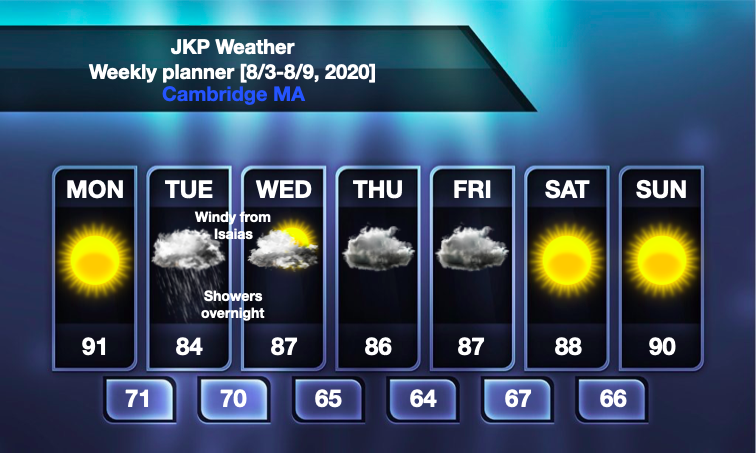 JKP Weather
Weekly planner [8/3-8/9, 2020]
Cambridge MA
MON TUE WED THU FRI SAT SUN
Windy from
Isaias
Showers
overnight
91 84 87 86 87 88 90
71 70 65 64 67 66